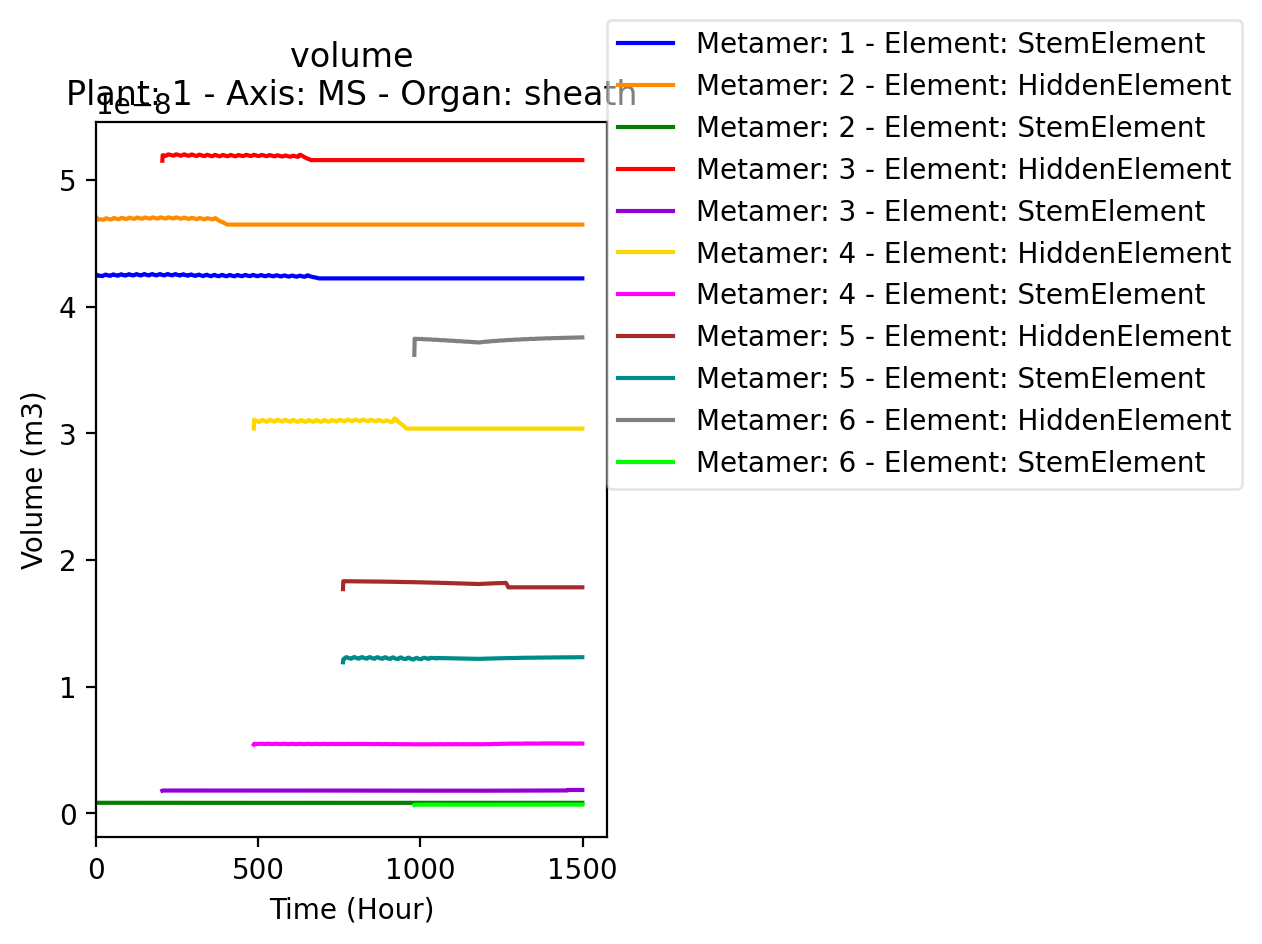 volume
Plant: 1 - Axis: MS - Organ: sheath
1e−8
5
4
3
2
1
0
Volume (m3)
0 500 1000 1500
Time (Hour)
Metamer: 1 - Element: StemElement
Metamer: 2 - Element: HiddenElement
Metamer: 2 - Element: StemElement
Metamer: 3 - Element: HiddenElement
Metamer: 3 - Element: StemElement
Metamer: 4 - Element: HiddenElement
Metamer: 4 - Element: StemElement
Metamer: 5 - Element: HiddenElement
Metamer: 5 - Element: StemElement
Metamer: 6 - Element: HiddenElement
Metamer: 6 - Element: StemElement